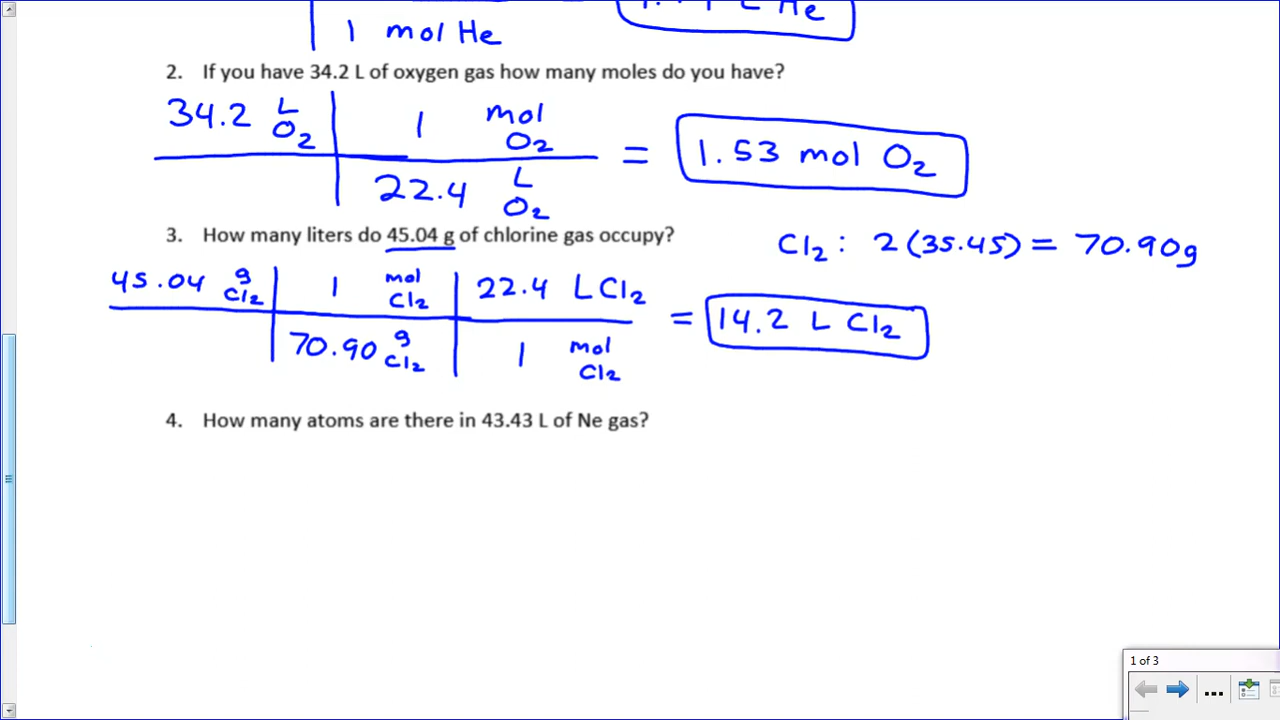 1 mol He
L He
2. If you have 34.2 L of oxygen gas how many moles do you have?
34.2 L O₂ | 1 mol O₂
22.4 L O₂
= 1.53 mol O₂
3. How many liters do 45.04 g of chlorine gas occupy?
Cl₂ : 2(35.45) = 70.90g
45.04 g Cl₂ | 1 mol Cl₂ | 22.4 L Cl₂
70.90 g Cl₂ | 1 mol Cl₂
= 14.2 L Cl₂
4. How many atoms are there in 43.43 L of Ne gas?
1 of 3
...